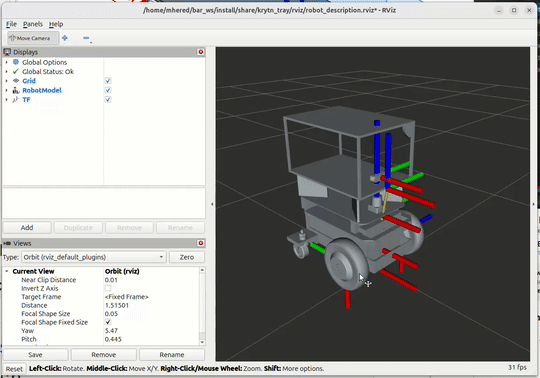 /home/mhered/bar_ws/install/share/krytn_tray/rviz/robot_description.rviz* - RViz
File Panels Help
Move Camera
Displays
Global Options
Global Status: Ok
Grid
RobotModel
TF
Add Duplicate Remove Rename
Views
Type: Orbit (rviz_default_plugins) Zero
Current View Orbit (rviz)
Near Clip Distance 0.01
Invert Z Axis
Target Frame <Fixed Frame>
Distance 1.51501
Focal Shape Size 0.05
Focal Shape Fixed Size
Yaw 5.47
Pitch 0.445
Save Remove Rename
Reset Left-Click: Rotate. Middle-Click: Move X/Y. Right-Click/Mouse Wheel: Zoom. Shift: More options. 31 fps